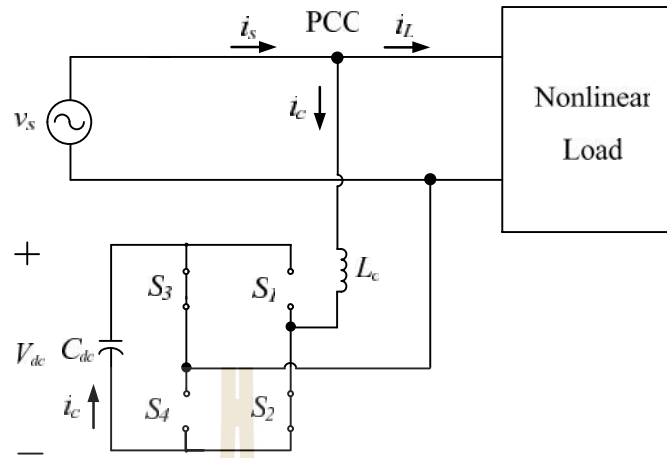 i_s
PCC
i_L
Nonlinear
Load
v_s
i_c
+
L_c
S_3
S_1
V_dc
C_dc
i_c
S_4
S_2
−